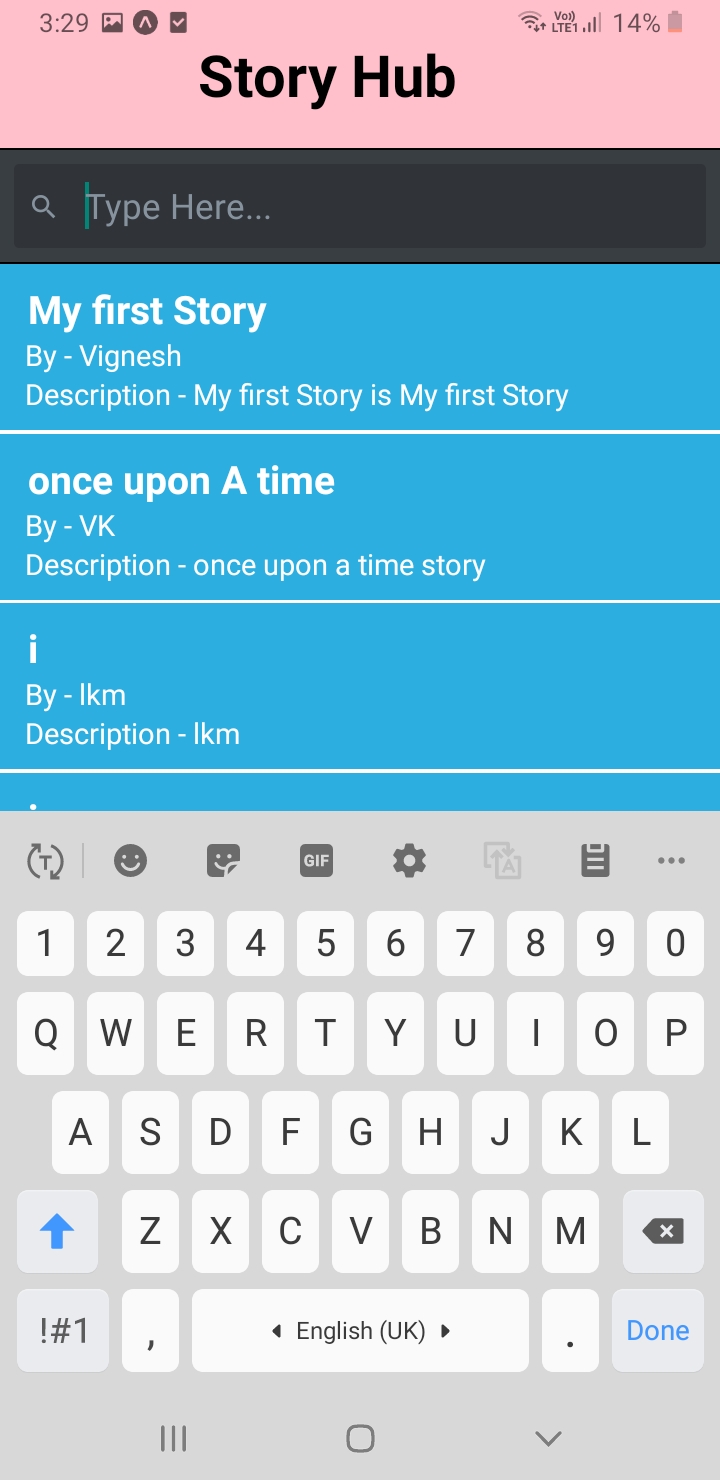 3:29 Vo)) LTE1 14%
Story Hub
Type Here...
My first Story
By - Vignesh
Description - My first Story is My first Story
once upon A time
By - VK
Description - once upon a time story
i
By - lkm
Description - lkm
T GIF A
1 2 3 4 5 6 7 8 9 0
Q W E R T Y U I O P
A S D F G H J K L
Z X C V B N M
!#1 , English (UK) . Done